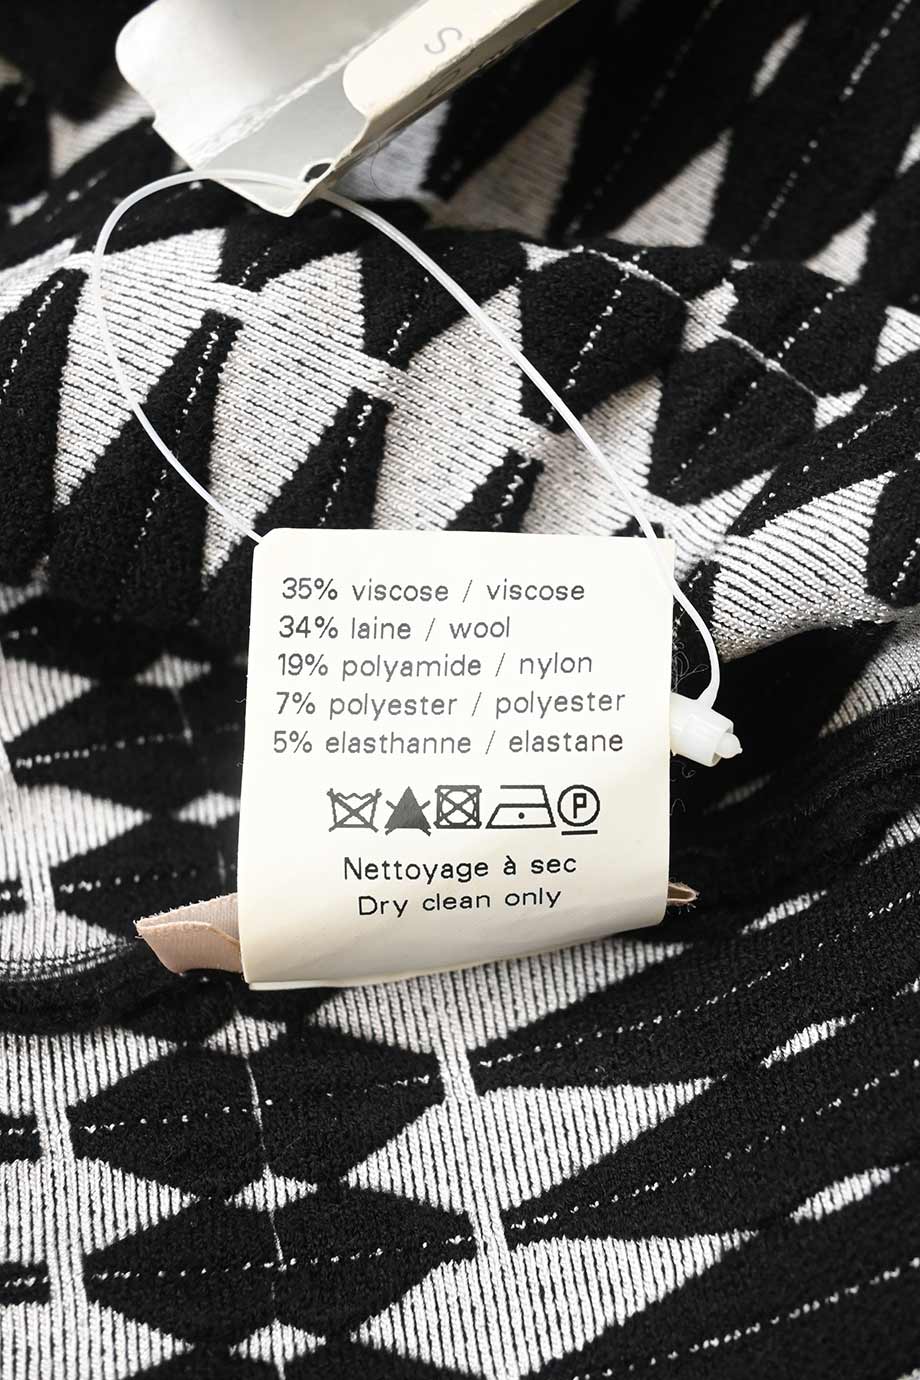 35% viscose / viscose
34% laine / wool
19% polyamide / nylon
7% polyester / polyester
5% elasthanne / elastane
P
Nettoyage à sec
Dry clean only